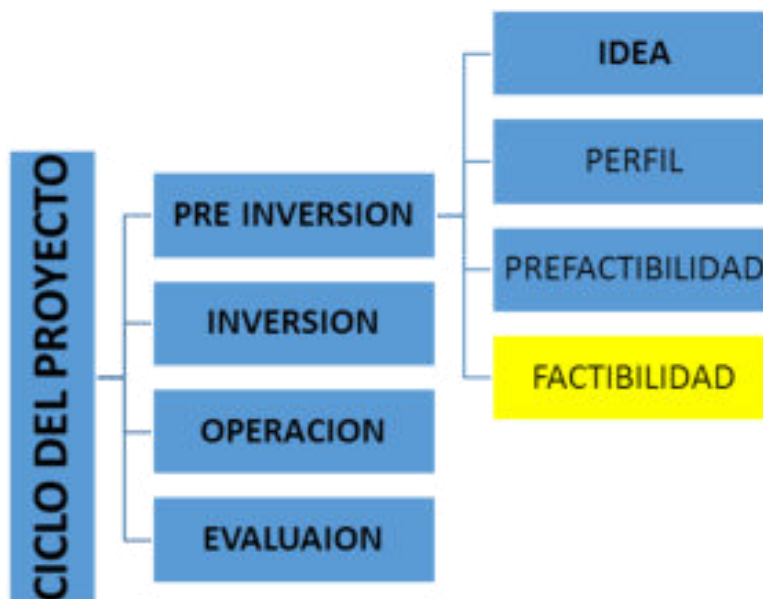 CICLO DEL PROYECTO
PRE INVERSION
INVERSION
OPERACION
EVALUAION
IDEA
PERFIL
PREFACTIBILIDAD
FACTIBILIDAD